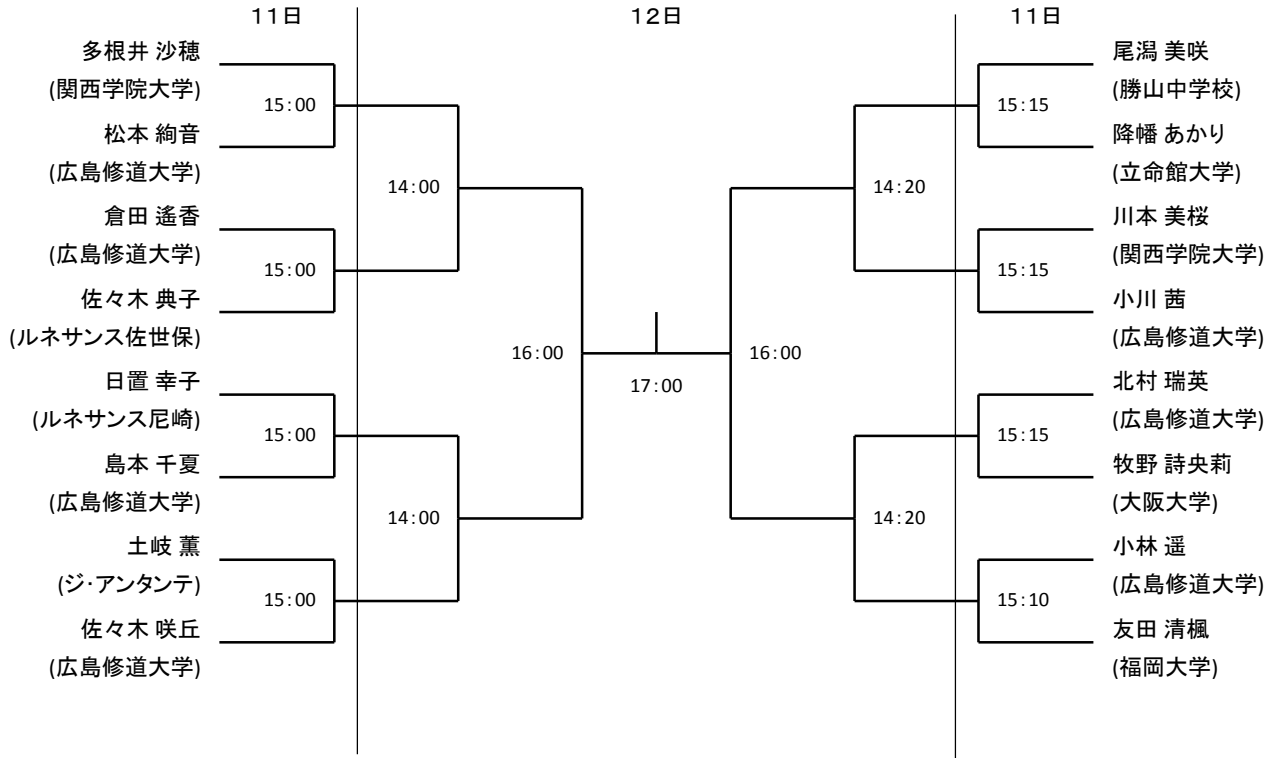 11日
12日
11日
多根井 沙穂
(関西学院大学)
15:00
松本 絢音
(広島修道大学)
14:00
倉田 遙香
(広島修道大学)
15:00
佐々木 典子
(ルネサンス佐世保)
16:00
日置 幸子
(ルネサンス尼崎)
15:00
島本 千夏
(広島修道大学)
14:00
土岐 薫
(ジ・アンタンテ)
15:00
佐々木 咲丘
(広島修道大学)
17:00
尾潟 美咲
(勝山中学校)
15:15
降幡 あかり
(立命館大学)
14:20
川本 美桜
(関西学院大学)
15:15
小川 茜
(広島修道大学)
16:00
北村 瑞英
(広島修道大学)
15:15
牧野 詩央莉
(大阪大学)
14:20
小林 遥
(広島修道大学)
15:10
友田 清楓
(福岡大学)